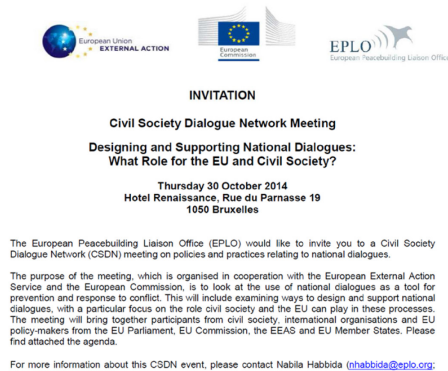 European Union
EXTERNAL ACTION
European
Commission
EPLO
European Peacebuilding Liaison Office
INVITATION
Civil Society Dialogue Network Meeting
Designing and Supporting National Dialogues:
What Role for the EU and Civil Society?
Thursday 30 October 2014
Hotel Renaissance, Rue du Parnasse 19
1050 Bruxelles
The European Peacebuilding Liaison Office (EPLO) would like to invite you to a Civil Society
Dialogue Network (CSDN) meeting on policies and practices relating to national dialogues.
The purpose of the meeting, which is organised in cooperation with the European External Action
Service and the European Commission, is to look at the use of national dialogues as a tool for
prevention and response to conflict. This will include examining ways to design and support national
dialogues, with a particular focus on the role civil society and the EU can play in these processes.
The meeting will bring together participants from civil society, international organisations and EU
policy-makers from the EU Parliament, EU Commission, the EEAS and EU Member States. Please
find attached the agenda.
For more information about this CSDN event, please contact Nabila Habbida (nhabbida@eplo.org;